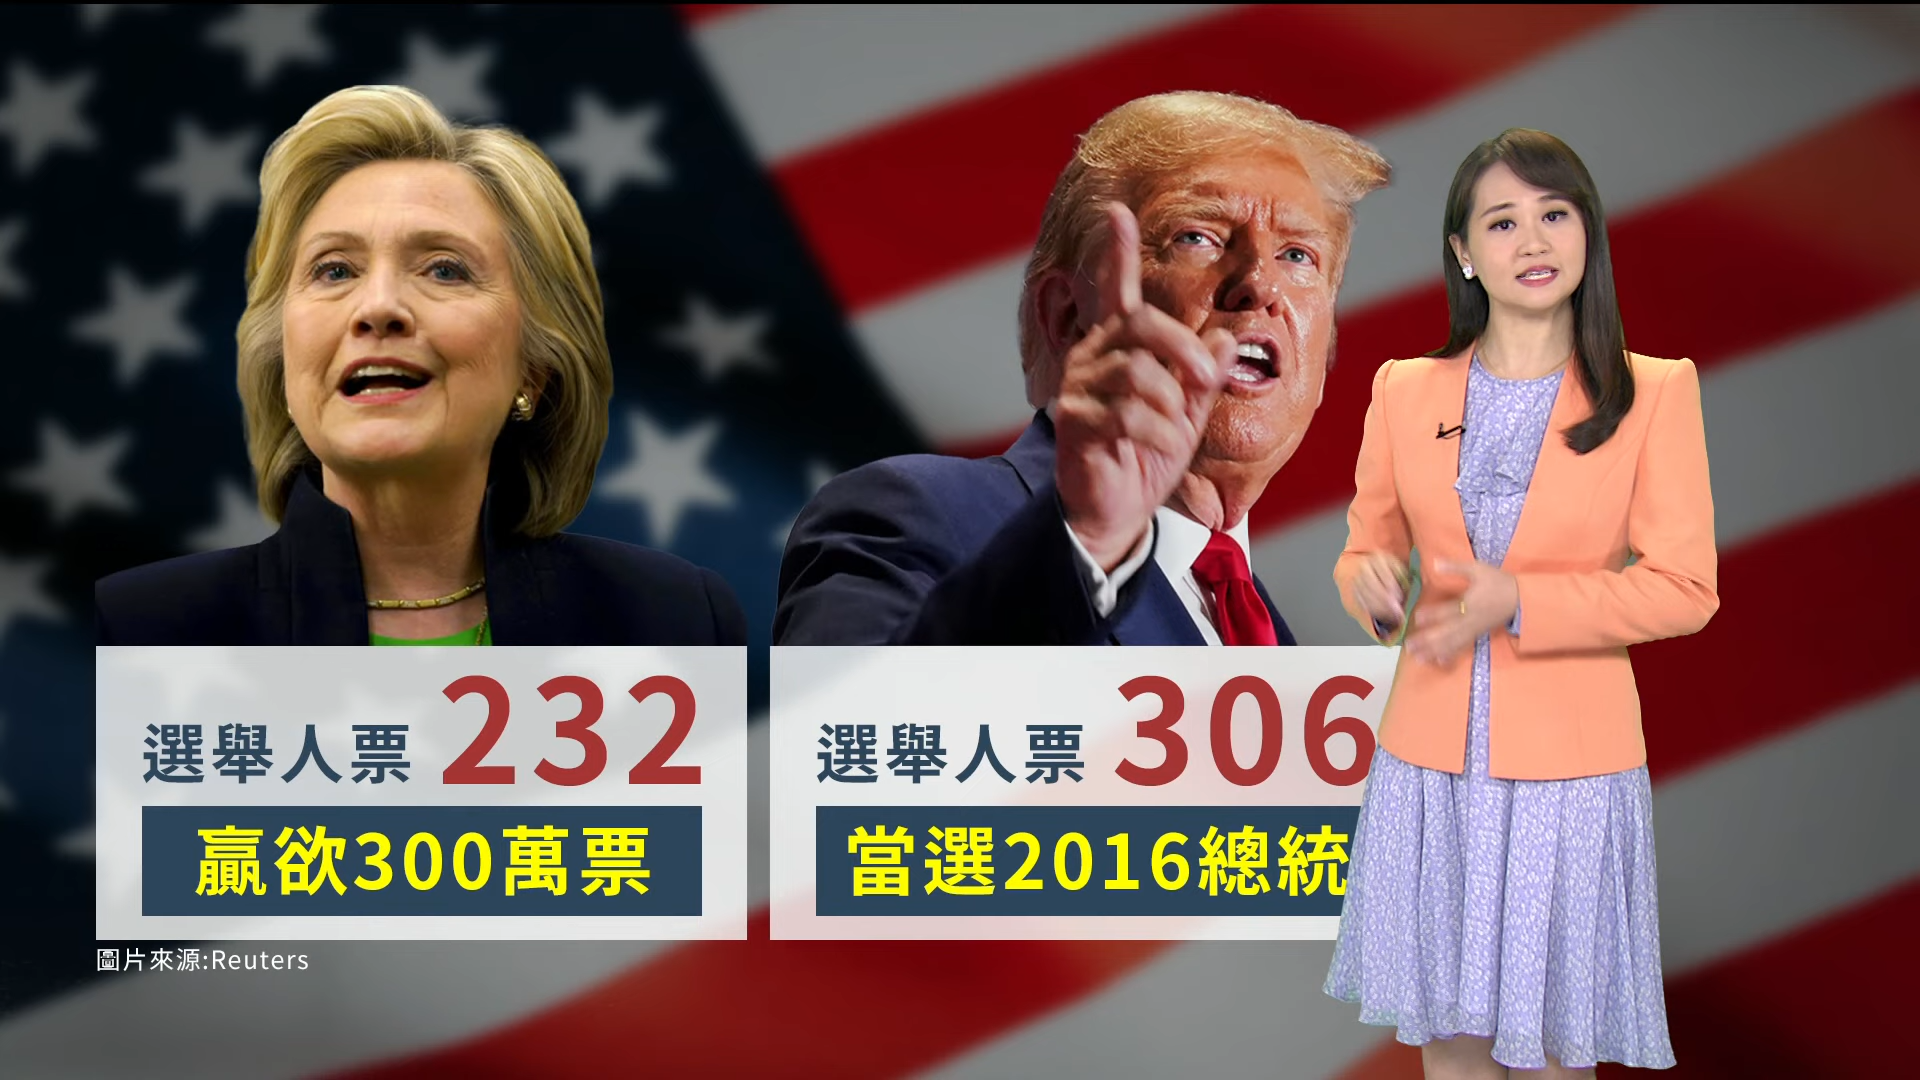 選舉人票 232
贏欲300萬票
選舉人票 306
當選2016總統
圖片來源:Reuters